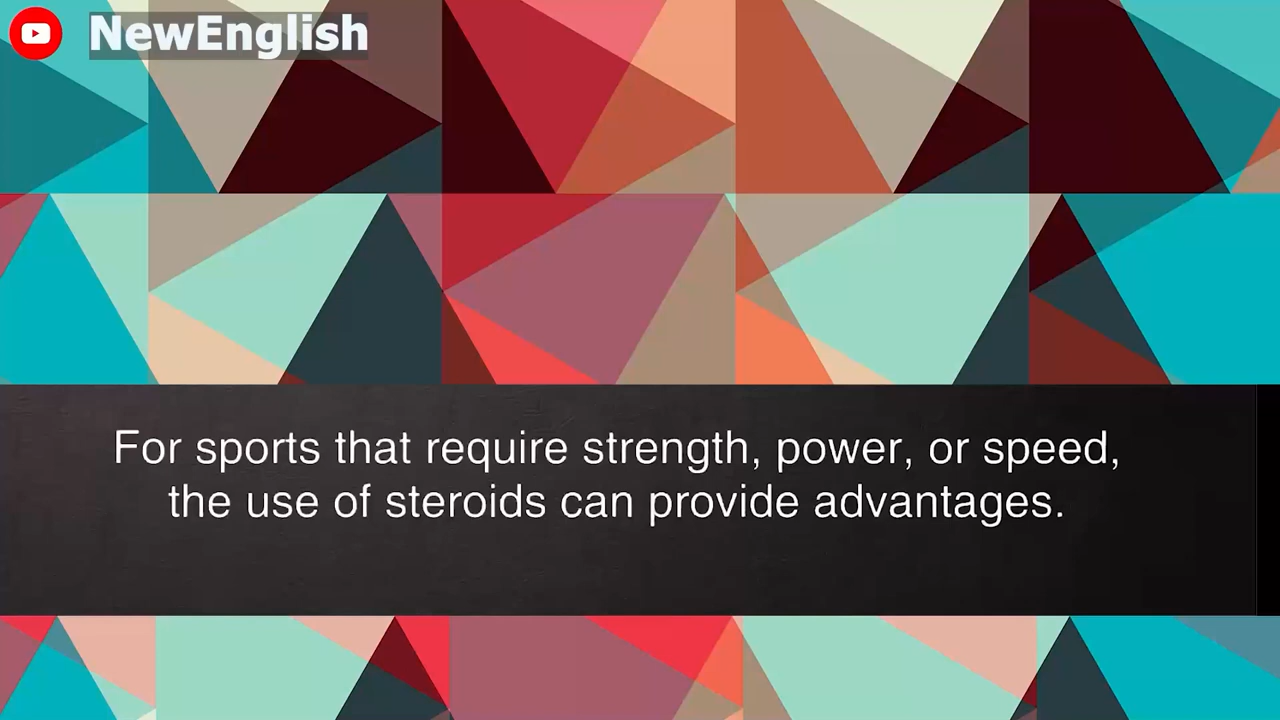 NewEnglish
For sports that require strength, power, or speed,
the use of steroids can provide advantages.